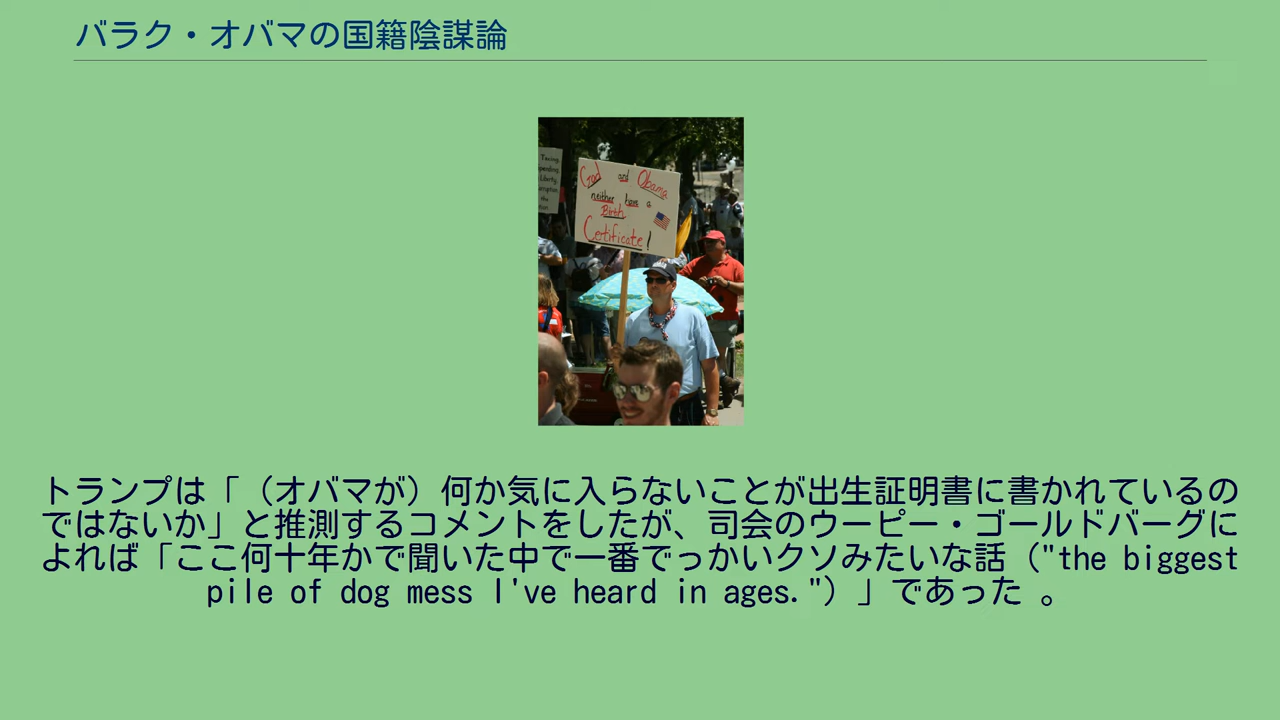 バラク・オバマの国籍陰謀論
God and Obama
neither have a
Birth
Certificate!
トランプは「（オバマが）何か気に入らないことが出生証明書に書かれているの
ではないか」と推測するコメントをしたが、司会のウーピー・ゴールドバーグに
よれば「ここ何十年かで聞いた中で一番でっかいクソみたいな話（"the biggest
pile of dog mess I've heard in ages."）」であった 。